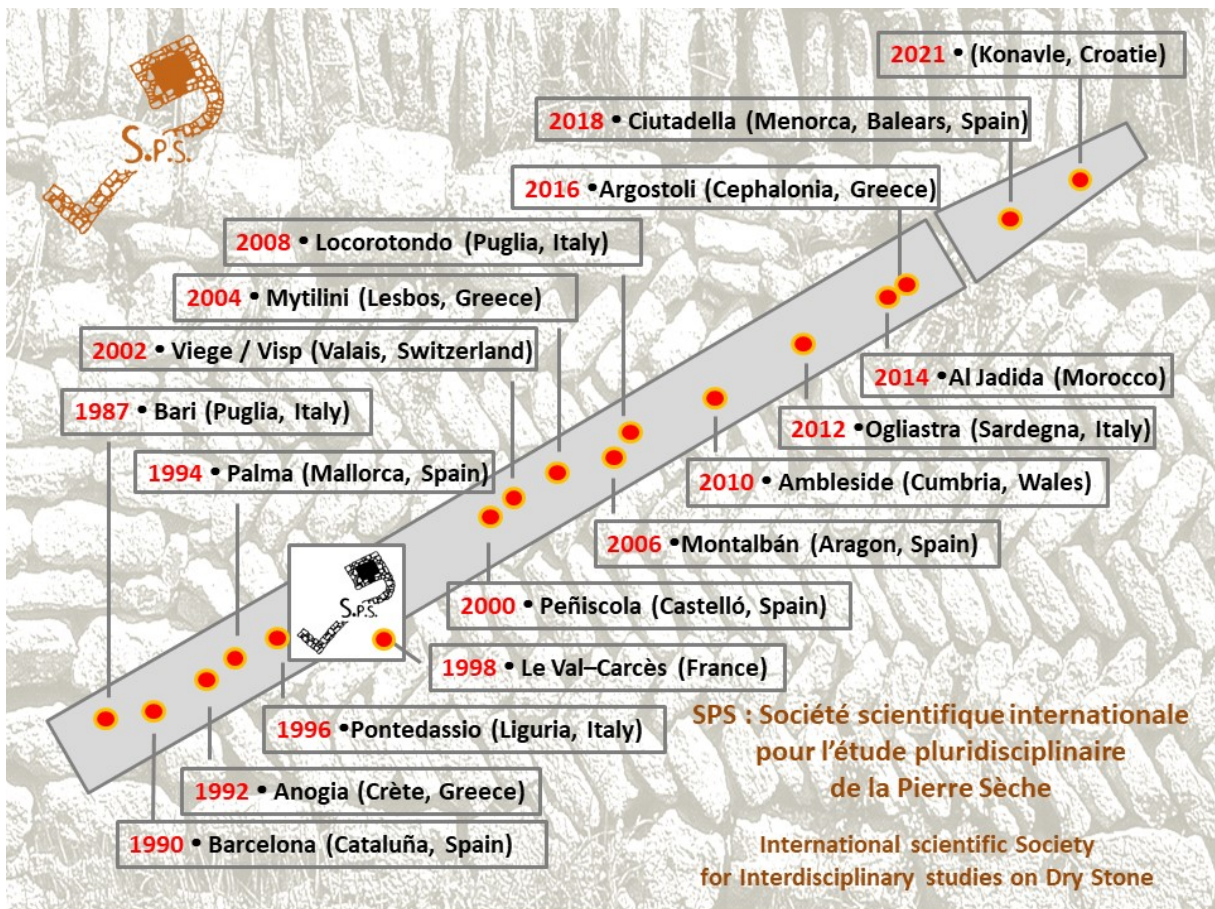 S.P.S.
2021 • (Konavle, Croatie)
2018 • Ciutadella (Menorca, Balears, Spain)
2016 •Argostoli (Cephalonia, Greece)
2008 • Locorotondo (Puglia, Italy)
2004 • Mytilini (Lesbos, Greece)
2002 • Viege / Visp (Valais, Switzerland)
1987 • Bari (Puglia, Italy)
1994 • Palma (Mallorca, Spain)
2014 •Al Jadida (Morocco)
2012 •Ogliastra (Sardegna, Italy)
2010 • Ambleside (Cumbria, Wales)
2006 •Montalbán (Aragon, Spain)
S.P.S.
2000 • Peñiscola (Castelló, Spain)
1998 • Le Val–Carcès (France)
1996 •Pontedassio (Liguria, Italy)
1992 • Anogia (Crète, Greece)
1990 • Barcelona (Cataluña, Spain)
SPS : Société scientifique internationale
pour l'étude pluridisciplinaire
de la Pierre Sèche
International scientific Society
for Interdisciplinary studies on Dry Stone